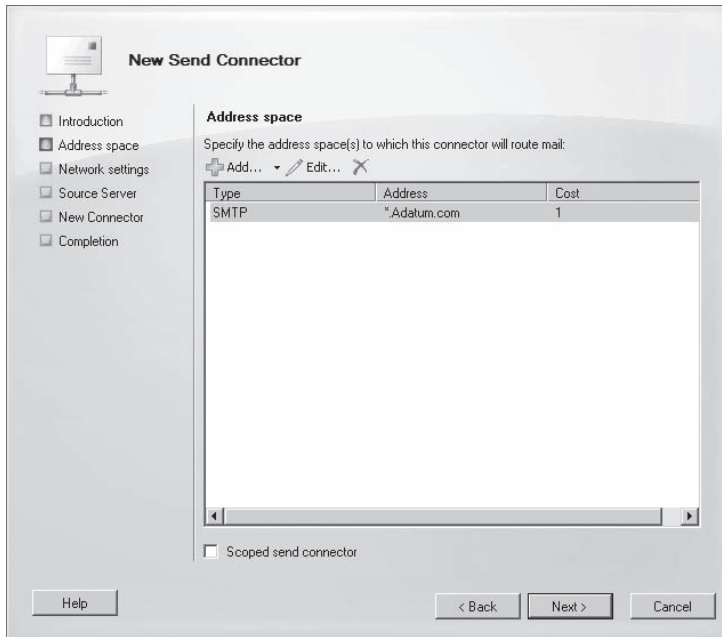 New Send Connector
Introduction
Address space
Network settings
Source Server
New Connector
Completion
Address space
Specify the address space(s) to which this connector will route mail:
Add... Edit...
Type Address Cost
SMTP *.Adatum.com 1
Scoped send connector
Help < Back Next > Cancel